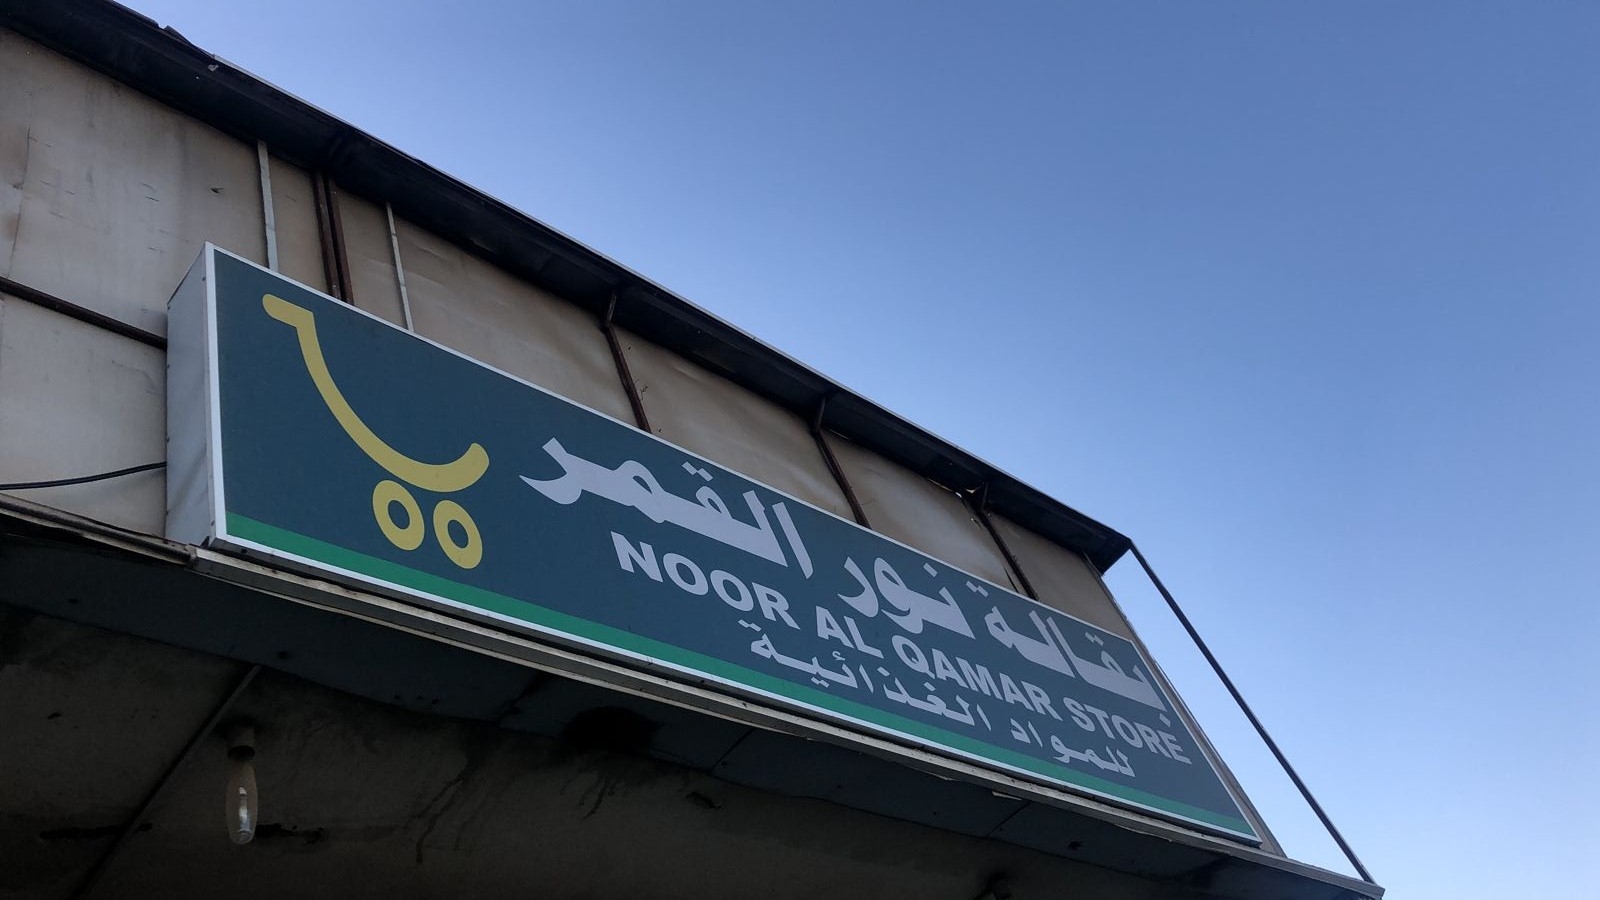 بقالة نور القمر
NOOR AL QAMAR STORE
للمواد الغذائية